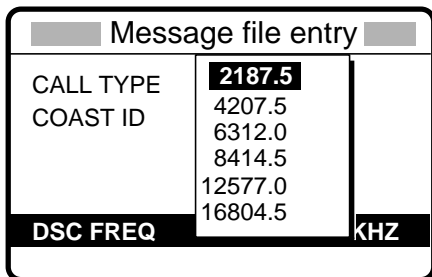 Message file entry
CALL TYPE
COAST ID
2187.5
4207.5
6312.0
8414.5
12577.0
16804.5
DSC FREQ KHZ